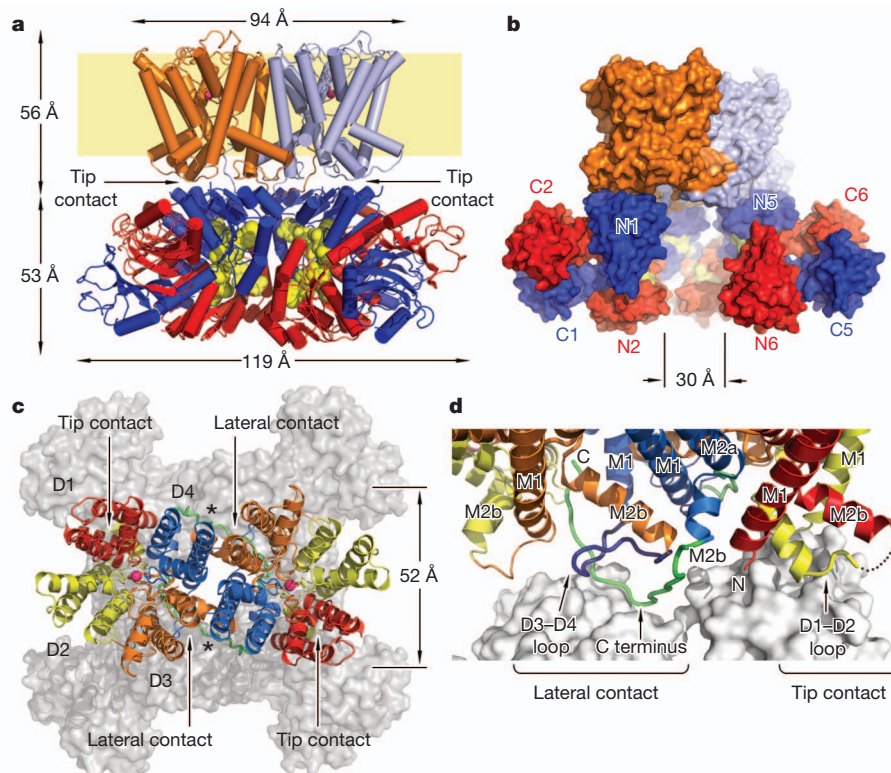 a
94 Å
56 Å
Tip contact
Tip contact
53 Å
119 Å
b
C2
N1
N5
C6
C1
N2
N6
C5
30 Å
c
Tip contact
Lateral contact
D1
D4
*
52 Å
D2
D3
*
Lateral contact
Tip contact
d
C
M1
M2a
M1
M1
M1
M1
M2b
M2b
M2b
M2b
N
D3–D4 loop
C terminus
D1–D2 loop
Lateral contact
Tip contact